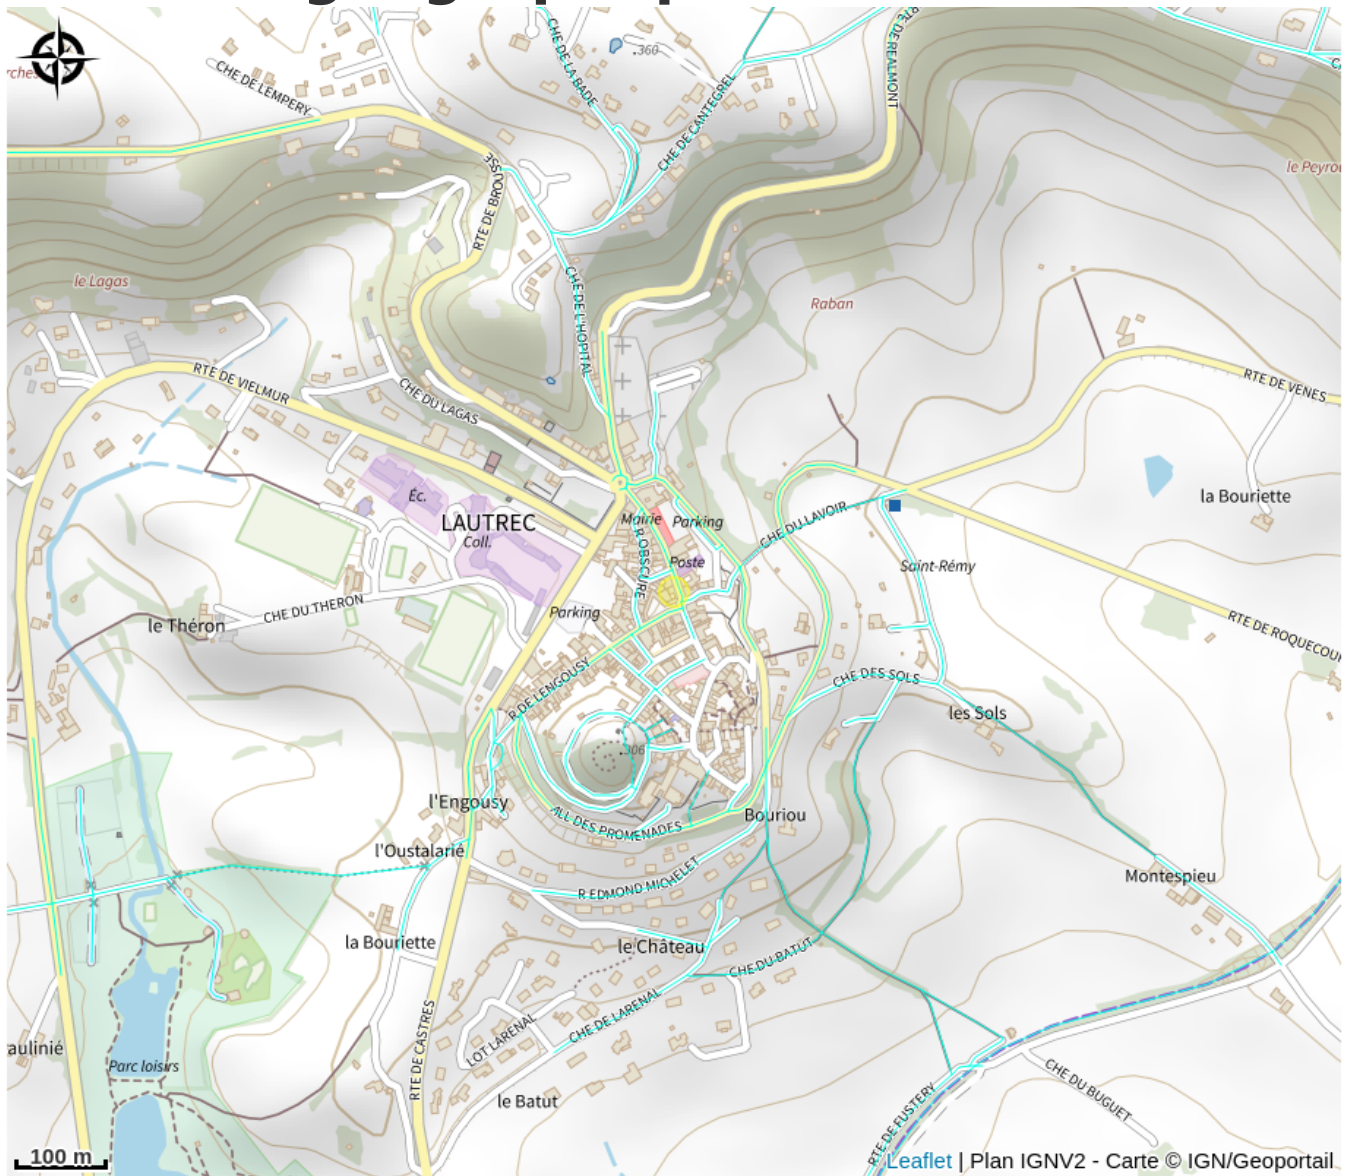 CHE DE LEMPERY
CHE DE LA BADE
.360
CHE DE CANTEGREL
RTE DE REALMONT
RTE DE BROUSSE
le Lagas
CHE DE L'HOPITAL
Raban
RTE DE VIELMUR
CHE DU LAGAS
RTE DE VENES
Éc.
LAUTREC
Coll.
Mairie
Parking
la Bouriette
R OBSCURE
CHE DU LAVOIR
Poste
Saint-Rémy
le Théron
CHE DU THERON
Parking
R DE LENGOUSY
CHE DES SOLS
les Sols
.306
l'Engousy
ALL DES PROMENADES
Bouriou
l'Oustalarié
R EDMOND MICHELET
Montespieu
la Bouriette
le Château
CHE DU BATUT
CHE DE LARENAL
LOT LARENAL
RTE DE CASTRES
aulinié
Parc loisirs
le Batut
CHE DU BUGUET
RTE DE FUSTERY
100 m
Leaflet | Plan IGNV2 - Carte © IGN/Geoportail